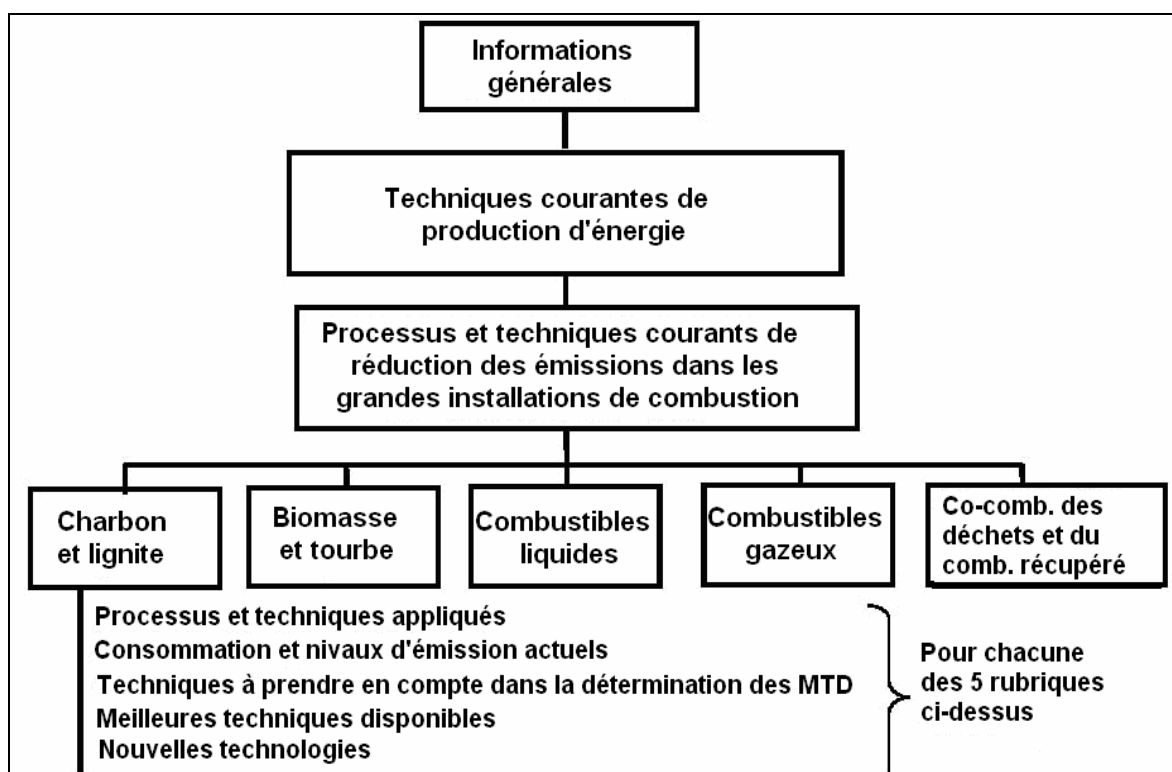 Informations
générales
Techniques courantes de
production d'énergie
Processus et techniques courants de
réduction des émissions dans les
grandes installations de combustion
Charbon
et lignite
Biomasse
et tourbe
Combustibles
liquides
Combustibles
gazeux
Co-comb. des
déchets et du
comb. récupéré
Processus et techniques appliqués
Consommation et nivaux d'émission actuels
Techniques à prendre en compte dans la détermination des MTD
Meilleures techniques disponibles
Nouvelles technologies
Pour chacune
des 5 rubriques
ci-dessus